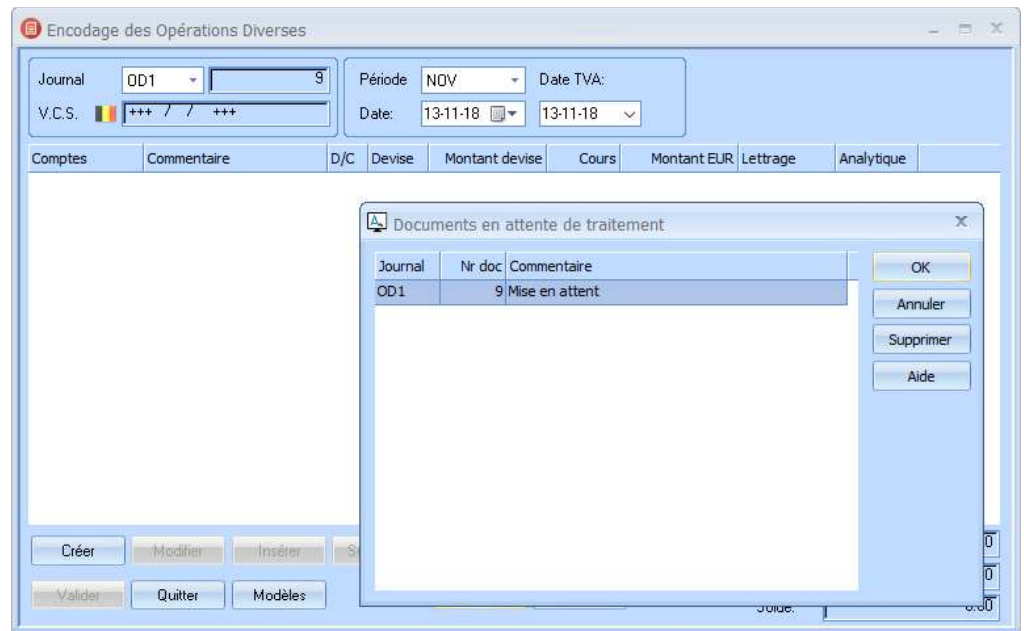 Encodage des Opérations Diverses
Journal OD1 9 Période NOV Date TVA:
V.C.S. +++ / / +++ Date: 13-11-18 13-11-18
Comptes Commentaire D/C Devise Montant devise Cours Montant EUR Lettrage Analytique
Documents en attente de traitement
Journal Nr doc Commentaire
OD1 9 Mise en attent
OK
Annuler
Supprimer
Aide
Créer Modifier Insérer
Valider Quitter Modèles